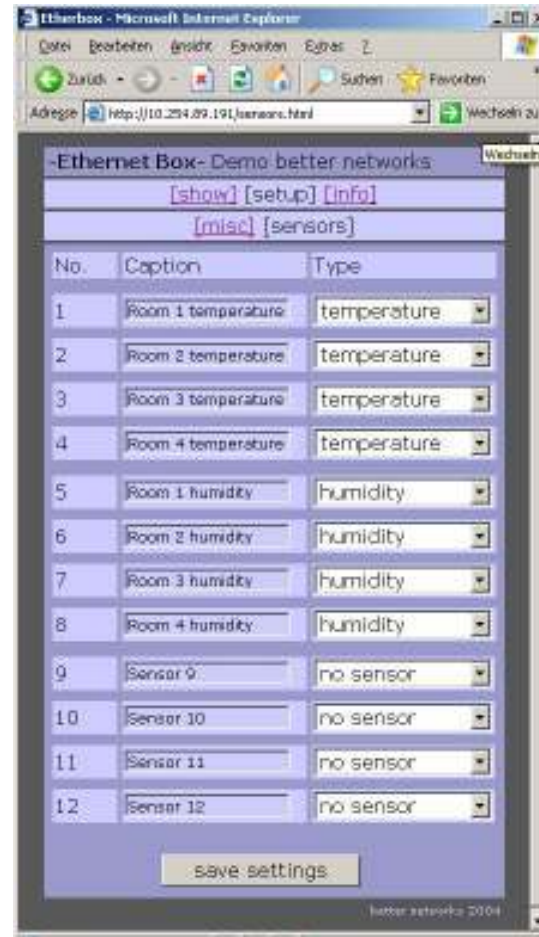 Etherbox - Microsoft Internet Explorer
Datei Bearbeiten Ansicht Favoriten Extras ?
Zurück Suchen Favoriten
Adresse http://10.254.89.191/sensors.html Wechseln zu
Wechseln
-Ethernet Box- Demo better networks
[show] [setup] [info]
[misc] [sensors]
No. Caption Type
1 Room 1 temperature temperature
2 Room 2 temperature temperature
3 Room 3 temperature temperature
4 Room 4 temperature temperature
5 Room 1 humidity humidity
6 Room 2 humidity humidity
7 Room 3 humidity humidity
8 Room 4 humidity humidity
9 Sensor 9 no sensor
10 Sensor 10 no sensor
11 Sensor 11 no sensor
12 Sensor 12 no sensor
save settings
better networks 2004